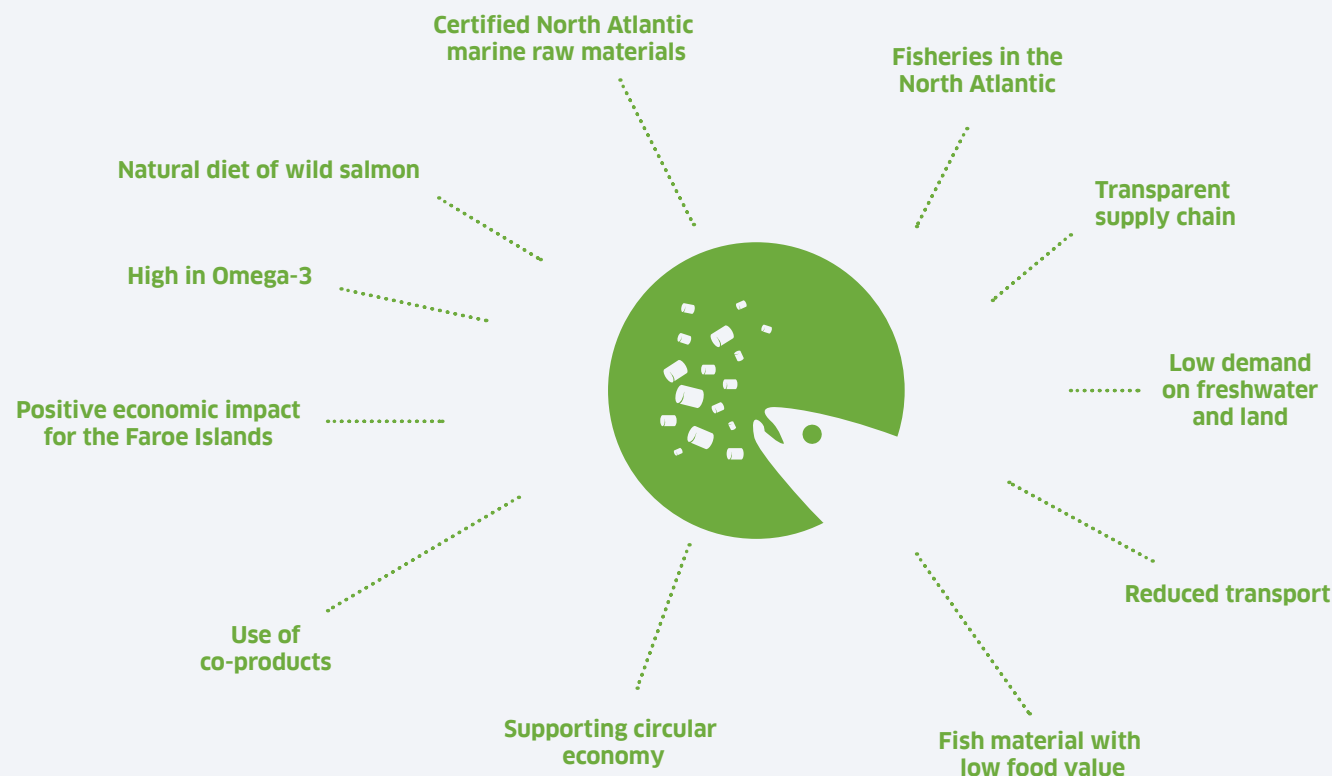 Certified North Atlantic
marine raw materials
Fisheries in the
North Atlantic
Natural diet of wild salmon
Transparent
supply chain
High in Omega-3
Low demand
on freshwater
and land
Positive economic impact
for the Faroe Islands
Reduced transport
Use of
co-products
Supporting circular
economy
Fish material with
low food value